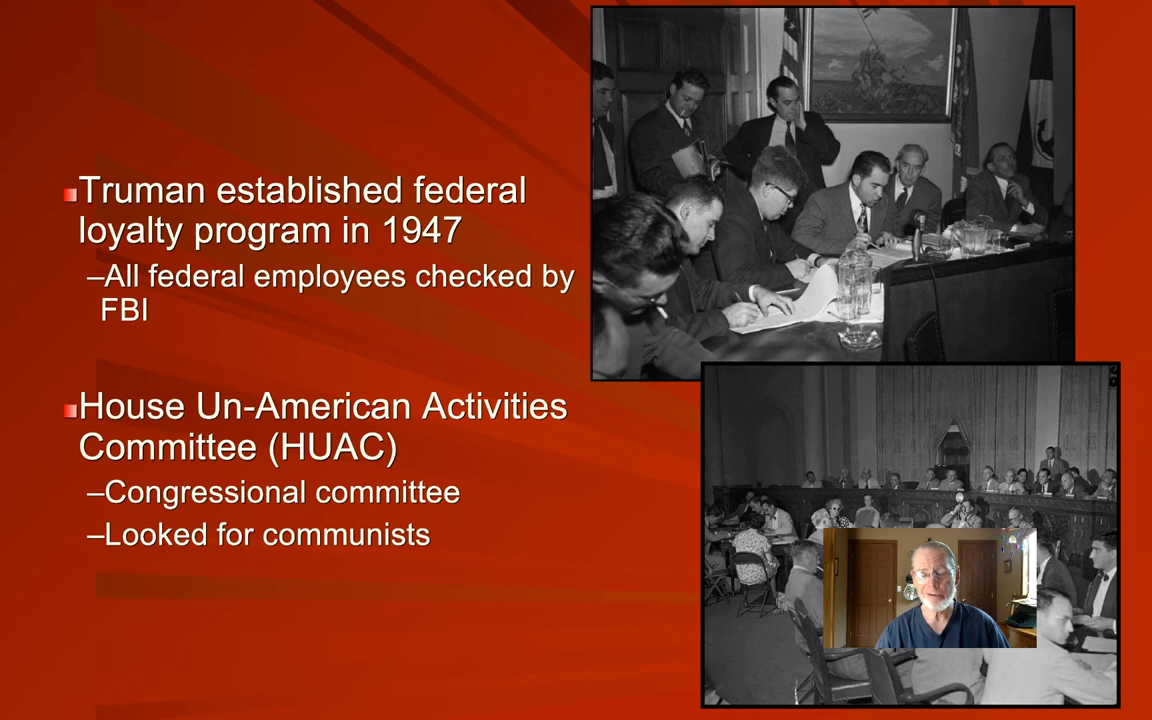 Truman established federal
loyalty program in 1947
–All federal employees checked by
FBI
House Un-American Activities
Committee (HUAC)
–Congressional committee
–Looked for communists